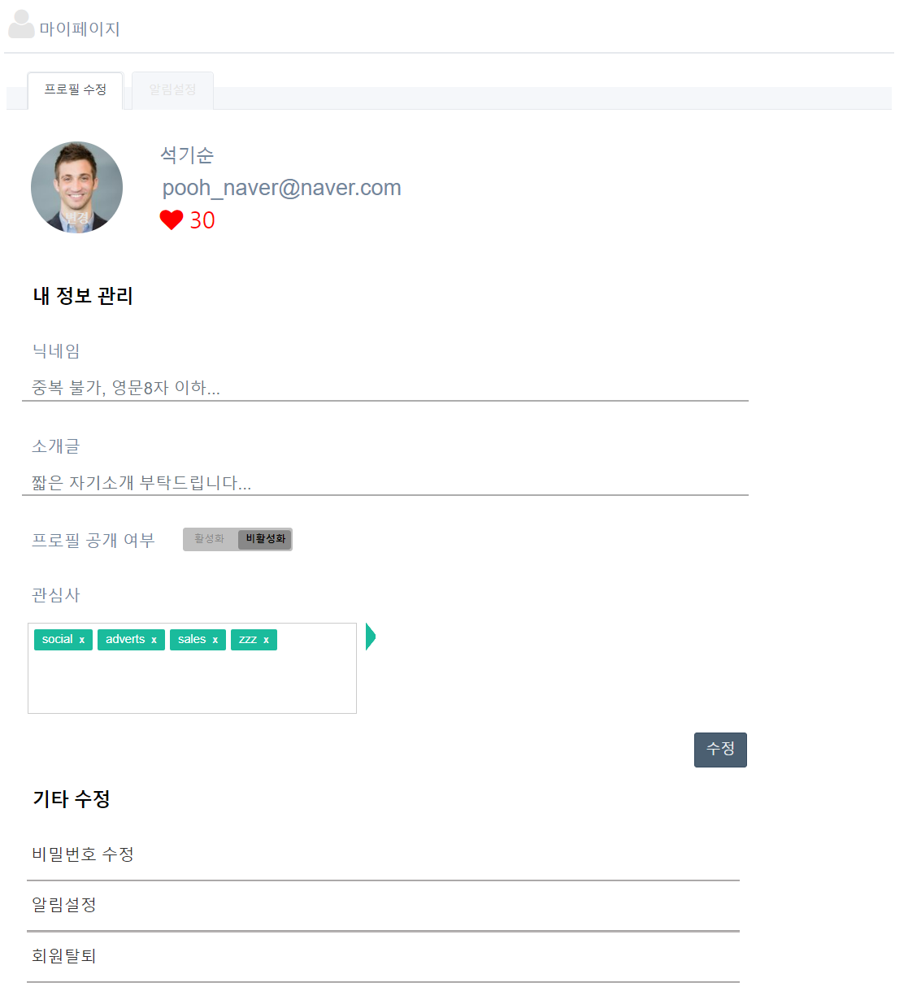 마이페이지
프로필 수정 알림설정
석기순
pooh_naver@naver.com
30
변경
내 정보 관리
닉네임
중복 불가, 영문8자 이하...
소개글
짧은 자기소개 부탁드립니다...
프로필 공개 여부 활성화 비활성화
관심사
social x adverts x sales x zzz x
수정
기타 수정
비밀번호 수정
알림설정
회원탈퇴